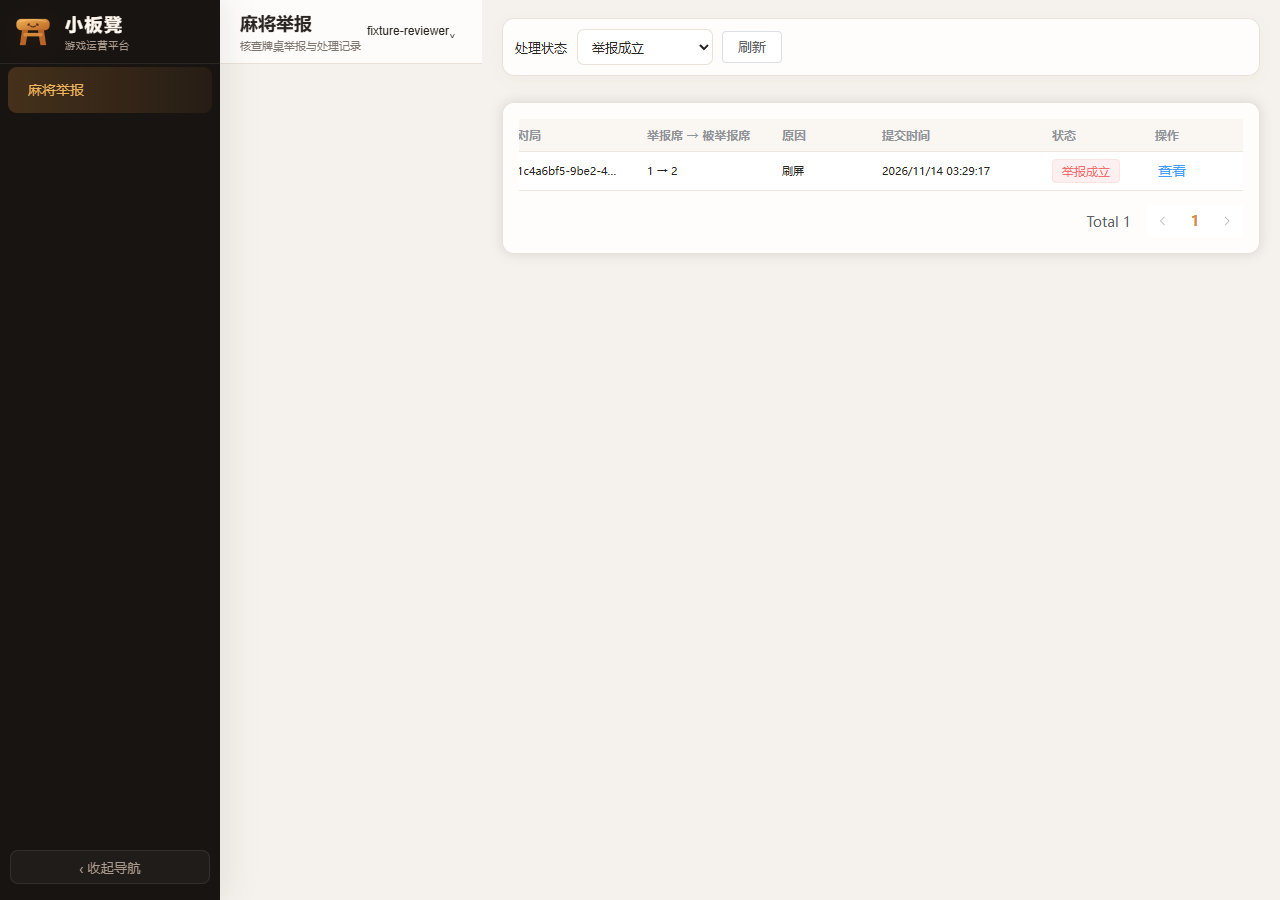 小板凳
游戏运营平台
麻将举报
‹ 收起导航
麻将举报
核查牌桌举报与处理记录
fixture-reviewer
处理状态 举报成立 刷新
对局 举报席 → 被举报席 原因 提交时间 状态 操作
1c4a6bf5-9be2-4... 1 → 2 刷屏 2026/11/14 03:29:17 举报成立 查看
Total 1 1